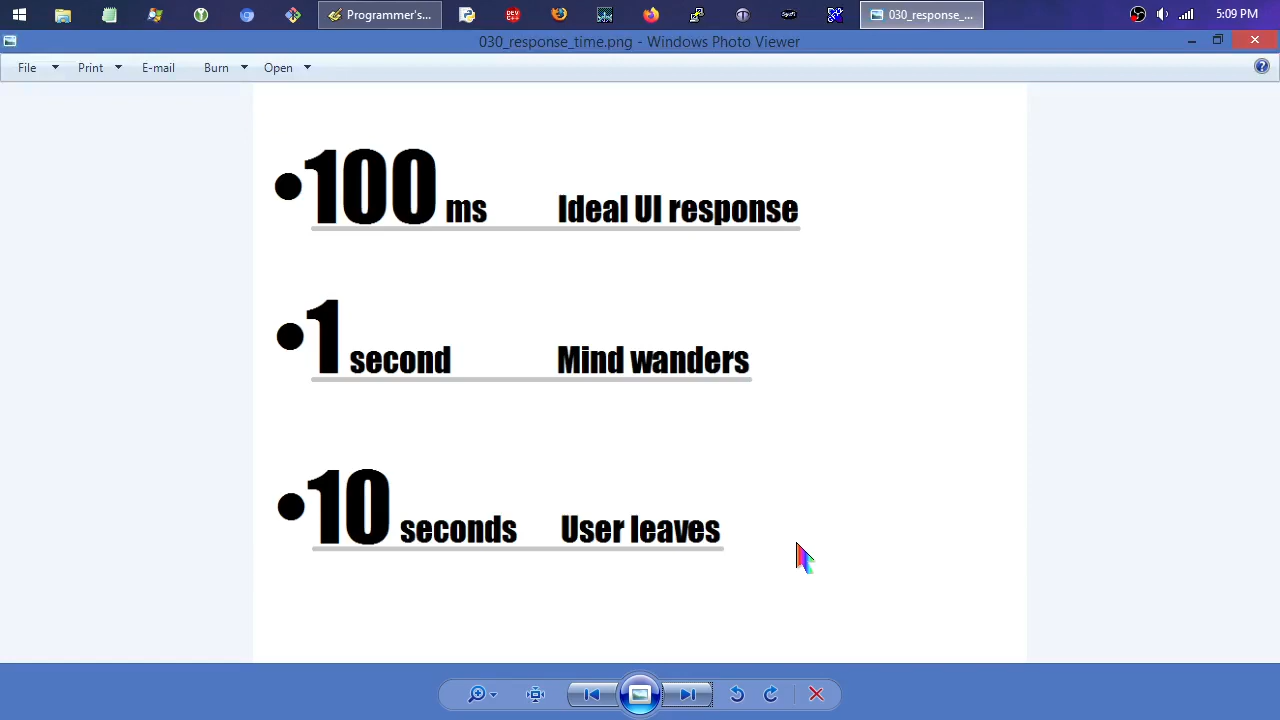 Programmer's...
030_response_...
5:09 PM
030_response_time.png - Windows Photo Viewer
File Print E-mail Burn Open
•100 ms Ideal UI response
•1 second Mind wanders
•10 seconds User leaves